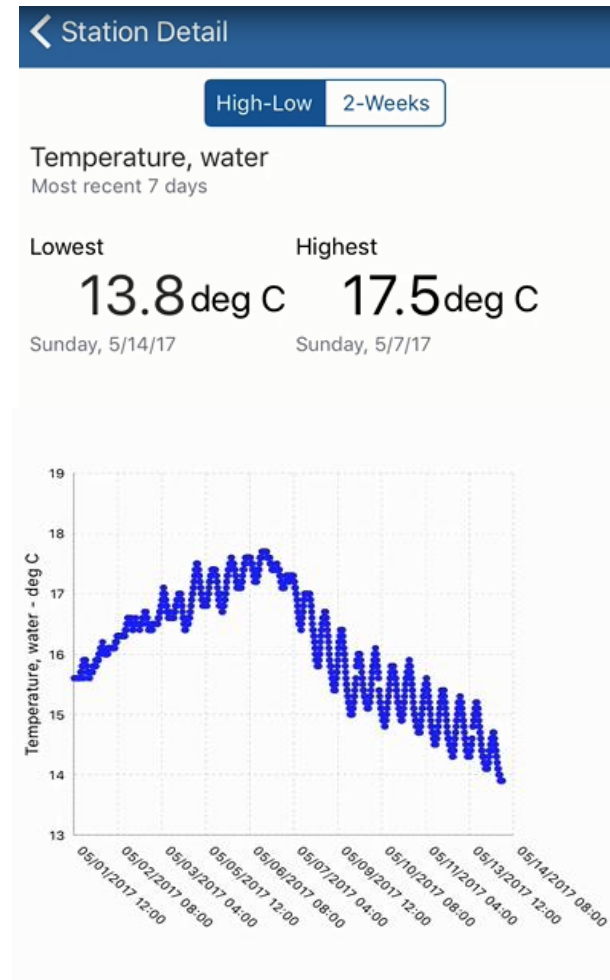 Station Detail
High-Low 2-Weeks
Temperature, water
Most recent 7 days
Lowest Highest
13.8 deg C 17.5 deg C
Sunday, 5/14/17 Sunday, 5/7/17
Temperature, water - deg C
19
18
17
16
15
14
13
05/01/2017 12:00
05/02/2017 08:00
05/03/2017 04:00
05/05/2017 12:00
05/06/2017 08:00
05/07/2017 04:00
05/09/2017 12:00
05/10/2017 08:00
05/11/2017 04:00
05/13/2017 12:00
05/14/2017 08:00